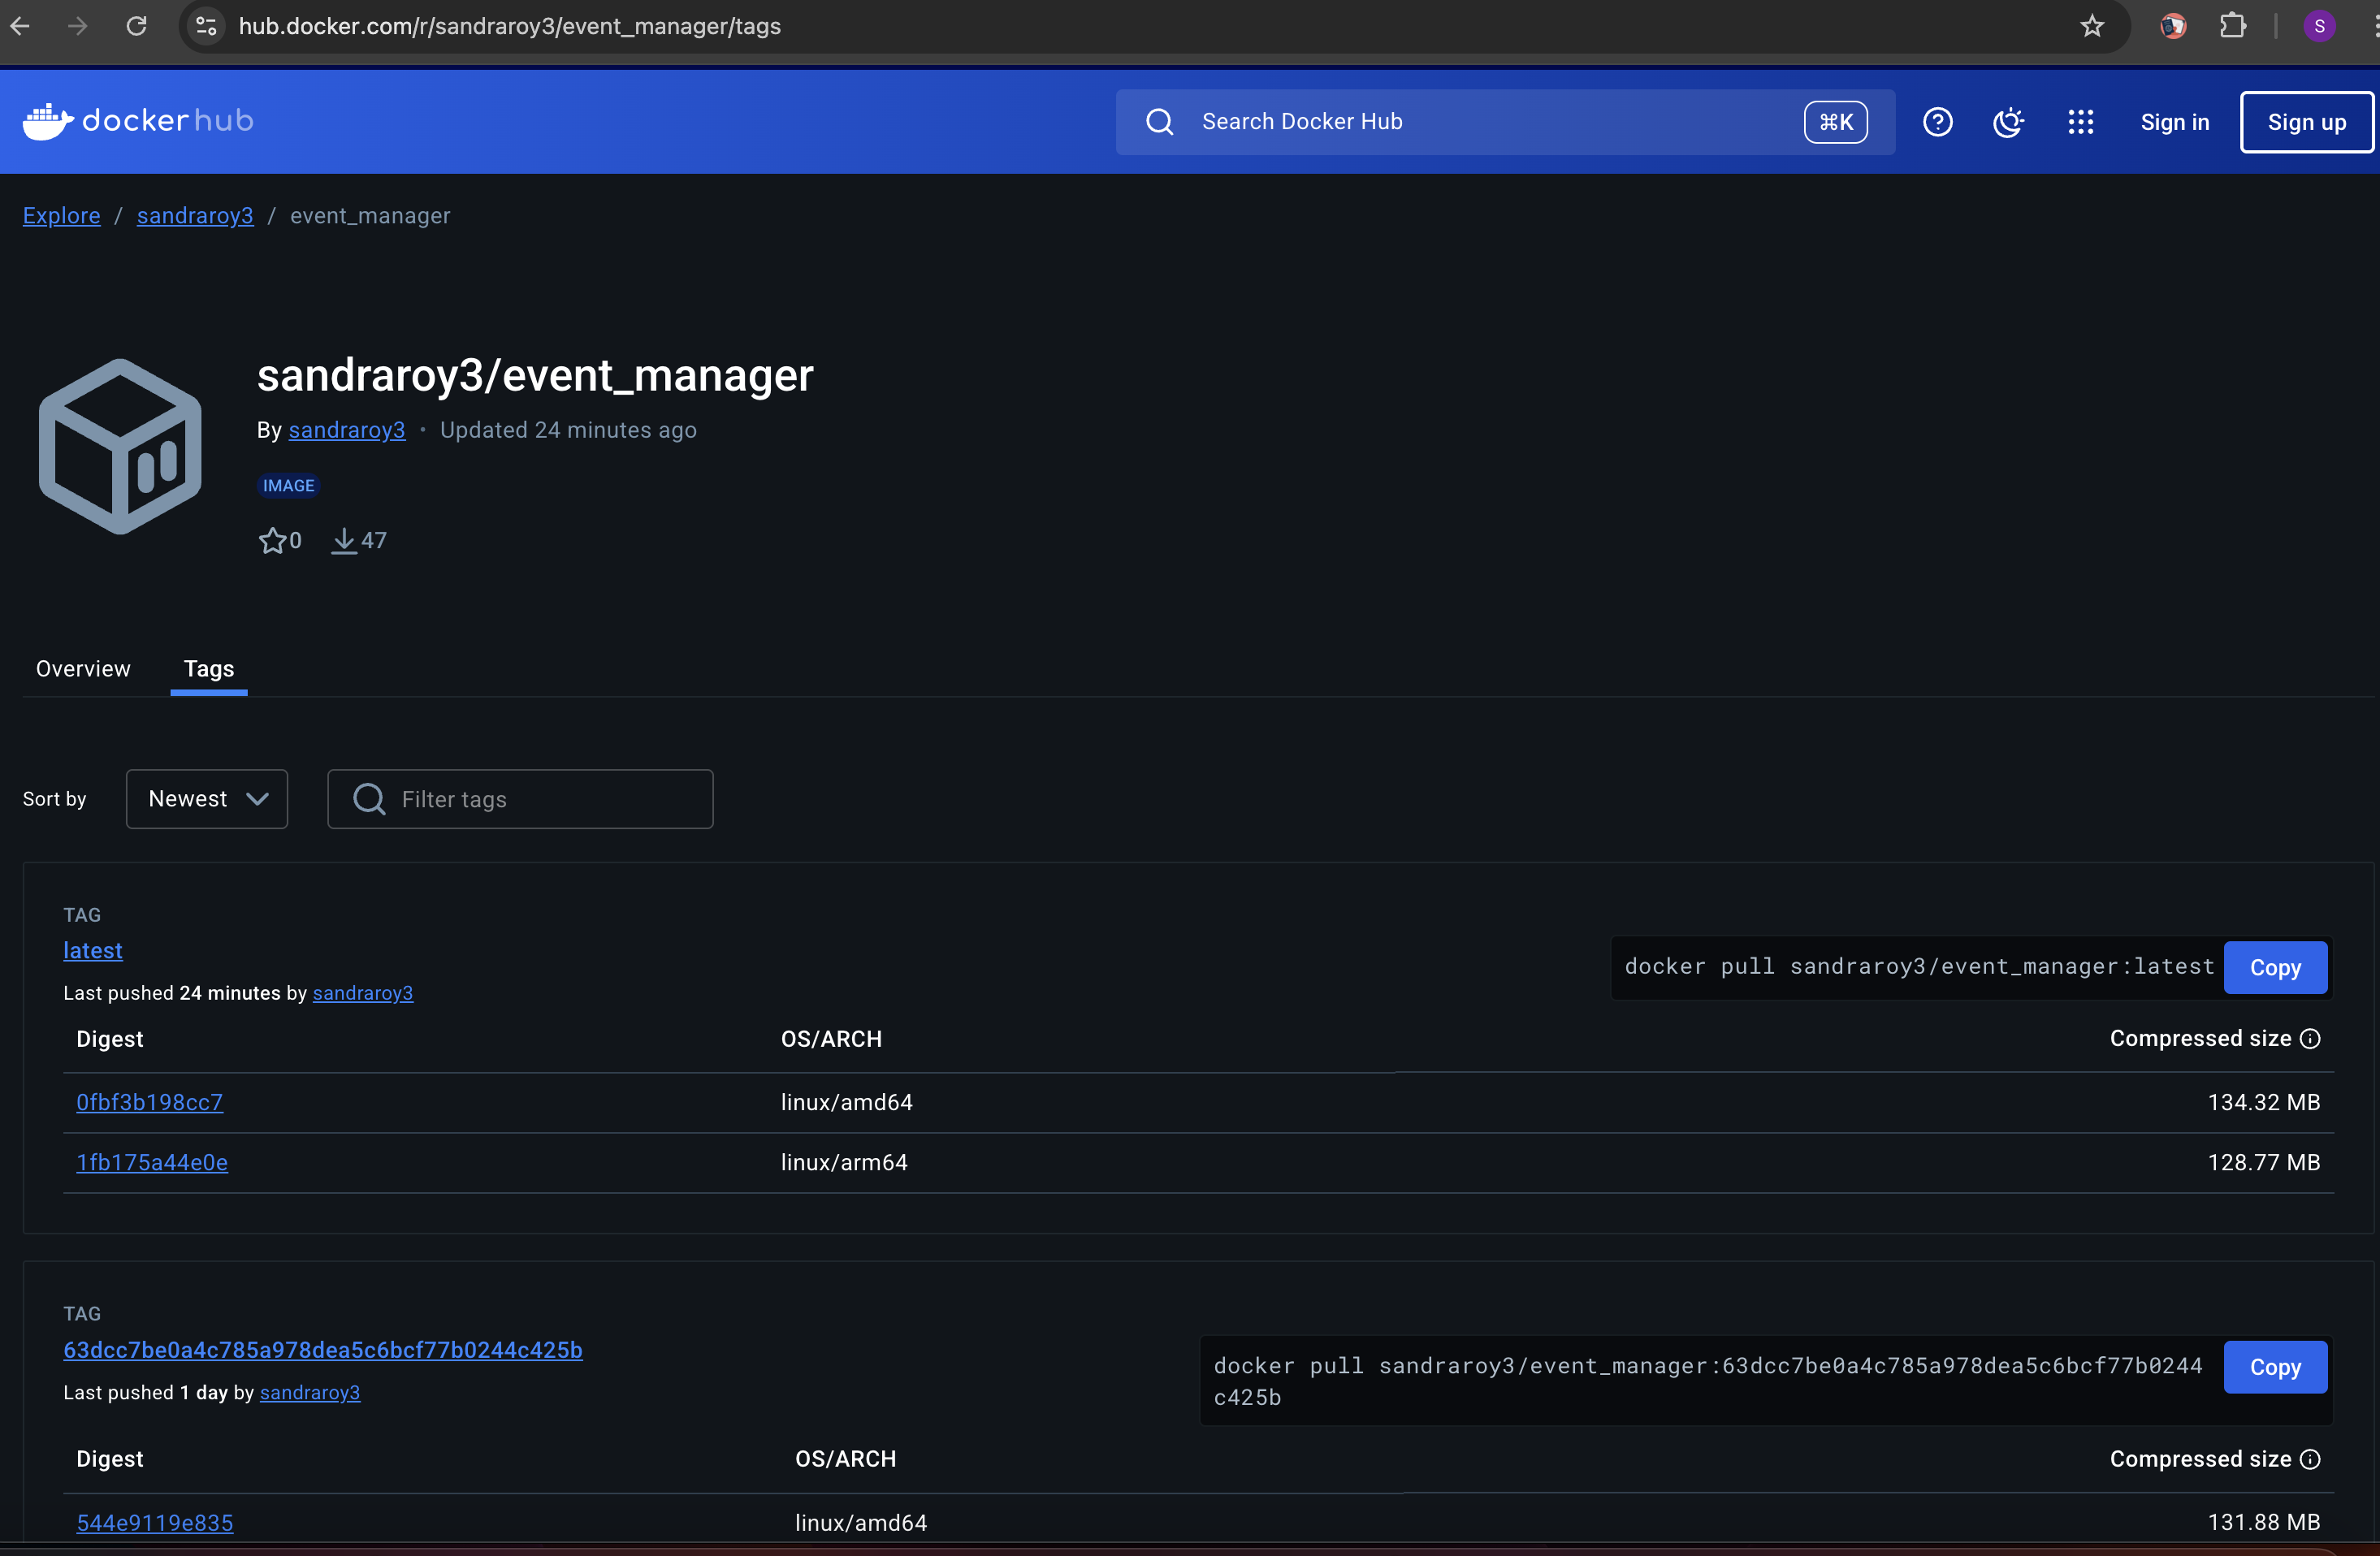 hub.docker.com/r/sandraroy3/event_manager/tags
S
dockerhub
Search Docker Hub
⌘K
Sign in
Sign up
Explore / sandraroy3 / event_manager
sandraroy3/event_manager
By sandraroy3 • Updated 24 minutes ago
IMAGE
0 47
Overview
Tags
Sort by
Newest
Filter tags
TAG
latest
docker pull sandraroy3/event_manager:latest
Copy
Last pushed 24 minutes by sandraroy3
Digest OS/ARCH Compressed size
0fbf3b198cc7 linux/amd64 134.32 MB
1fb175a44e0e linux/arm64 128.77 MB
TAG
63dcc7be0a4c785a978dea5c6bcf77b0244c425b
docker pull sandraroy3/event_manager:63dcc7be0a4c785a978dea5c6bcf77b0244
c425b
Copy
Last pushed 1 day by sandraroy3
Digest OS/ARCH Compressed size
544e9119e835 linux/amd64 131.88 MB